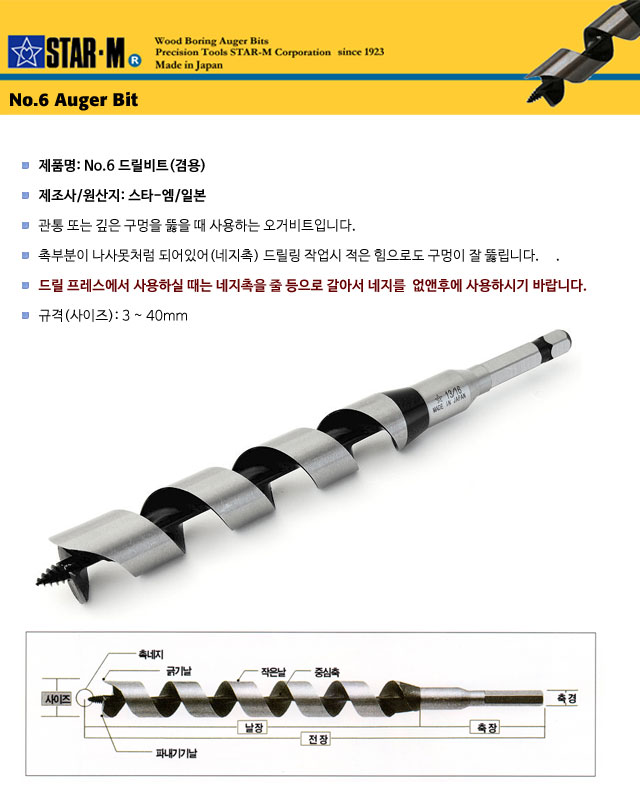 STAR·M®
Wood Boring Auger Bits
Precision Tools STAR-M Corporation since 1923
Made in Japan
No.6 Auger Bit
제품명: No.6 드릴비트(겸용)
제조사/원산지: 스타-엠/일본
관통 또는 깊은 구멍을 뚫을 때 사용하는 오거비트입니다.
촉부분이 나사못처럼 되어있어(네지촉) 드릴링 작업시 적은 힘으로도 구멍이 잘 뚫립니다. .
드릴 프레스에서 사용하실 때는 네지촉을 줄 등으로 갈아서 네지를 없앤후에 사용하시기 바랍니다.
규격(사이즈): 3 ~ 40mm
13/16
MADE IN JAPAN
촉네지
긁기날
작은날
중심축
사이즈
축경
날장
축장
전장
파내기기날